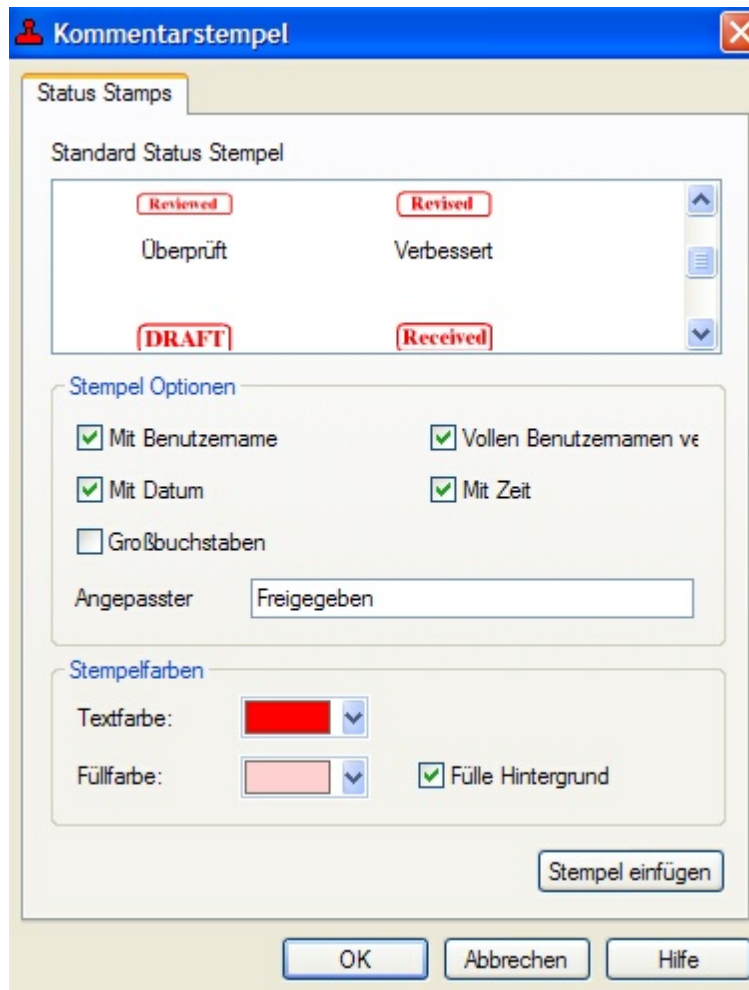 Kommentarstempel
Status Stamps
Standard Status Stempel
Reviewed Revised
Überprüft Verbessert
DRAFT Received
Stempel Optionen
Mit Benutzername Vollen Benutzernamen ve
Mit Datum Mit Zeit
Großbuchstaben
Angepasster Freigegeben
Stempelfarben
Textfarbe:
Füllfarbe: Fülle Hintergrund
Stempel einfügen
OK Abbrechen Hilfe